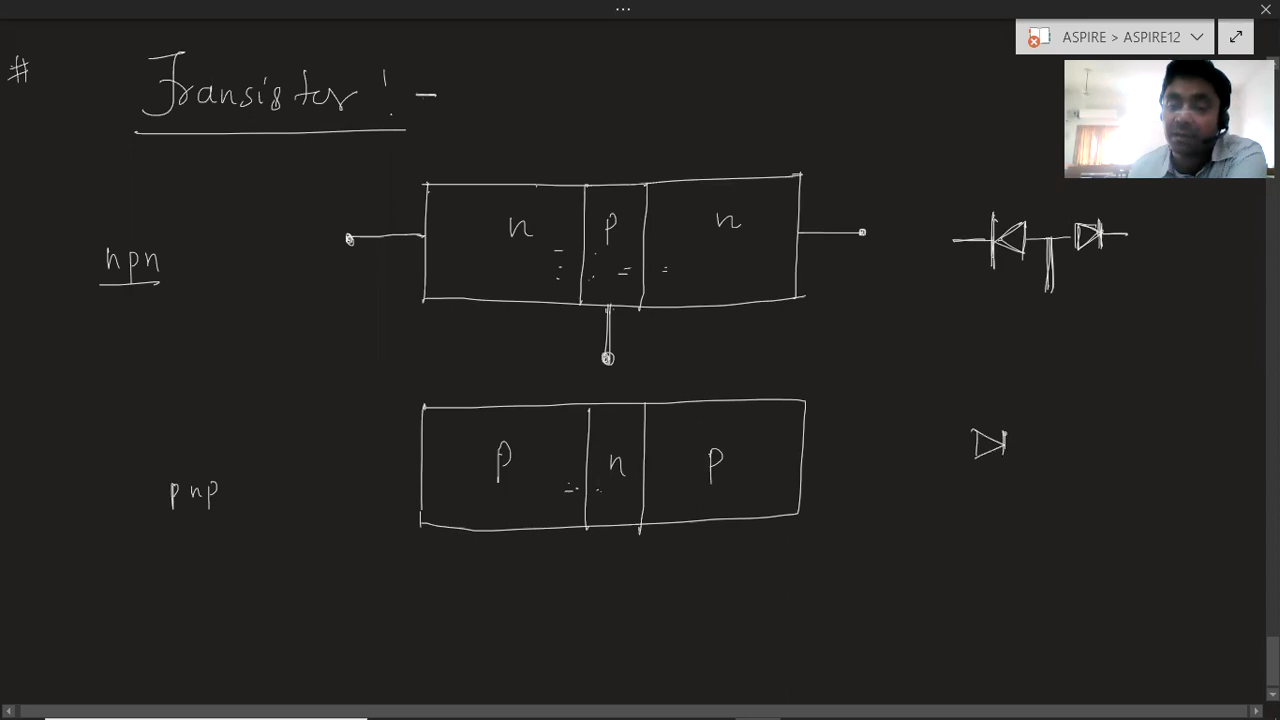 ASPIRE > ASPIRE12
# Transistor :-
npn
n p n
p n p
pnp